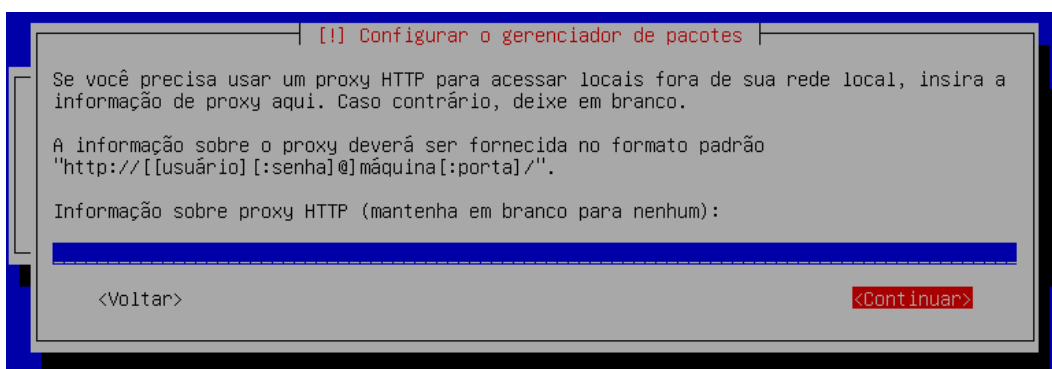 [!] Configurar o gerenciador de pacotes
Se você precisa usar um proxy HTTP para acessar locais fora de sua rede local, insira a
informação de proxy aqui. Caso contrário, deixe em branco.
A informação sobre o proxy deverá ser fornecida no formato padrão
"http://[[usuário][:senha]@]máquina[:porta]/".
Informação sobre proxy HTTP (mantenha em branco para nenhum):
<Voltar> <Continuar>